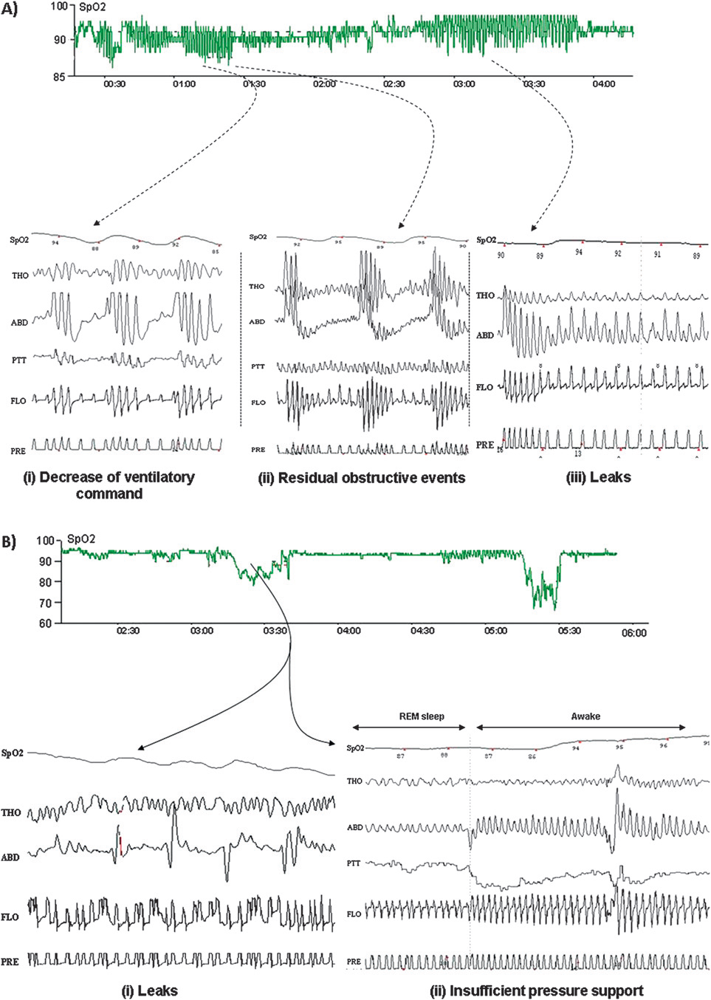 A)
SpO2
100
90
85
00:30 01:00 01:30 02:00 02:30 03:00 03:30 04:00
SpO2
94 88 89 92 85
THO
ABD
PTT
FLO
PRE
(i) Decrease of ventilatory
command
SpO2
92 95 89 95 90
THO
ABD
PTT
FLO
PRE
(ii) Residual obstructive events
SpO2
90 89 94 92 91 89
THO
ABD
8 8 8 8
FLO
PRE
13
(iii) Leaks
B)
SpO2
100
90
80
70
60
02:30 03:00 03:30 04:00 04:30 05:00 05:30 06:00
SpO2
THO
ABD
FLO
PRE
(i) Leaks
REM sleep Awake
SpO2
87 88 87 86 94 95 96 91
THO
ABD
PTT
FLO
PRE
(ii) Insufficient pressure support